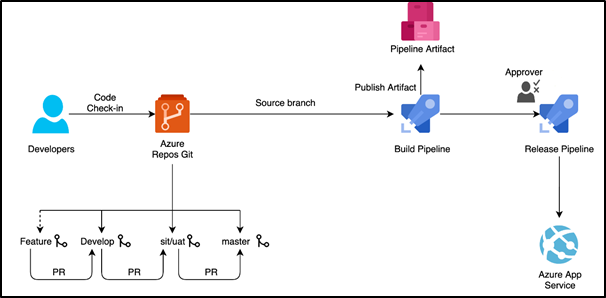 Pipeline Artifact
Code
Check-in
Source branch
Publish Artifact
Approver
Developers
Azure
Repos Git
Build Pipeline
Release Pipeline
Feature
Develop
sit/uat
master
PR
PR
PR
Azure App
Service